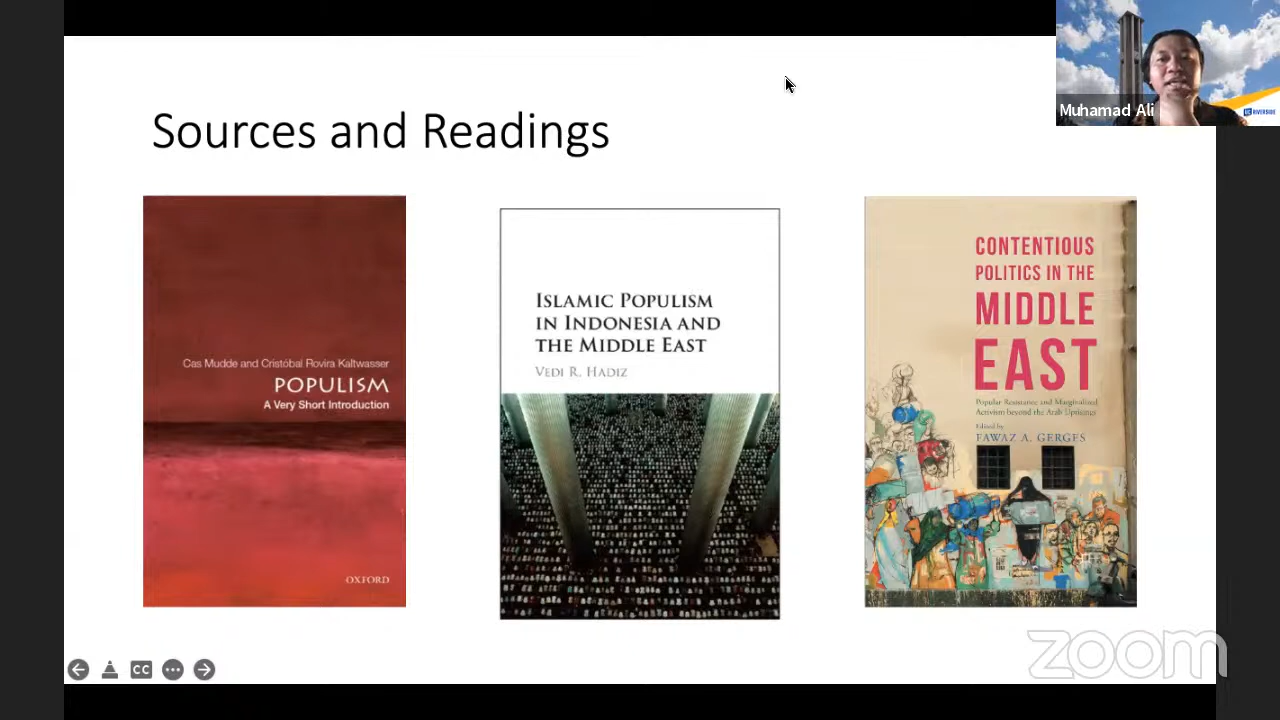 Sources and Readings
Muhamad Ali
RIVERSIDE
Cas Mudde and Cristóbal Rovira Kaltwasser
POPULISM
A Very Short Introduction
OXFORD
ISLAMIC POPULISM
IN INDONESIA AND
THE MIDDLE EAST
VEDI R. HADIZ
CONTENTIOUS
POLITICS IN THE
MIDDLE
EAST
Popular Resistance and Marginalized
Activism beyond the Arab Uprisings
Edited by
FAWAZ A. GERGES
CC
zoom